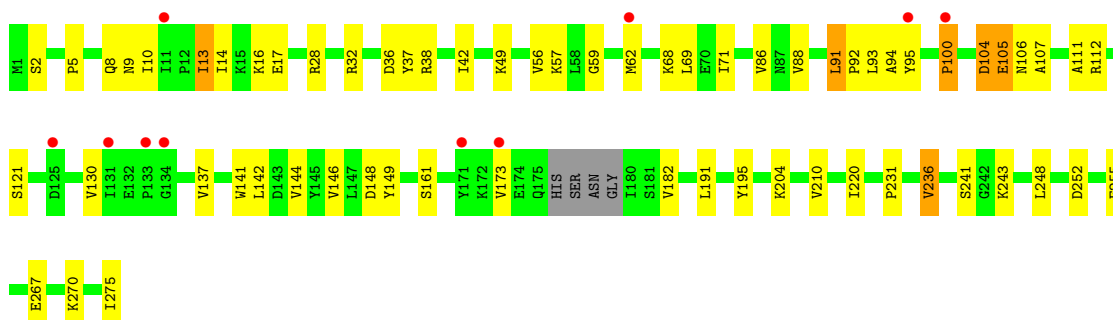 M1 S2 P5 Q8 N9 I10 I11 P12 I13 I14 K15 K16 E17 R28 R32 D36 Y37 R38 I42 K49 V56 K57 L58 G59 M62 K68 L69 E70 I71 V86 N87 V88 L91 P92 L93 A94 Y95 P100 D104 E105 N106 A107 A111 R112
S121 D125 V130 I131 E132 P133 G134 V137 W141 L142 D143 V144 Y145 V146 L147 D148 Y149 S161 Y171 K172 V173 E174 Q175 HIS SER ASN GLY I180 S181 V182 L191 Y195 K204 V210 I220 P231 V236 S241 G242 K243 L248 D252
E267 K270 I275